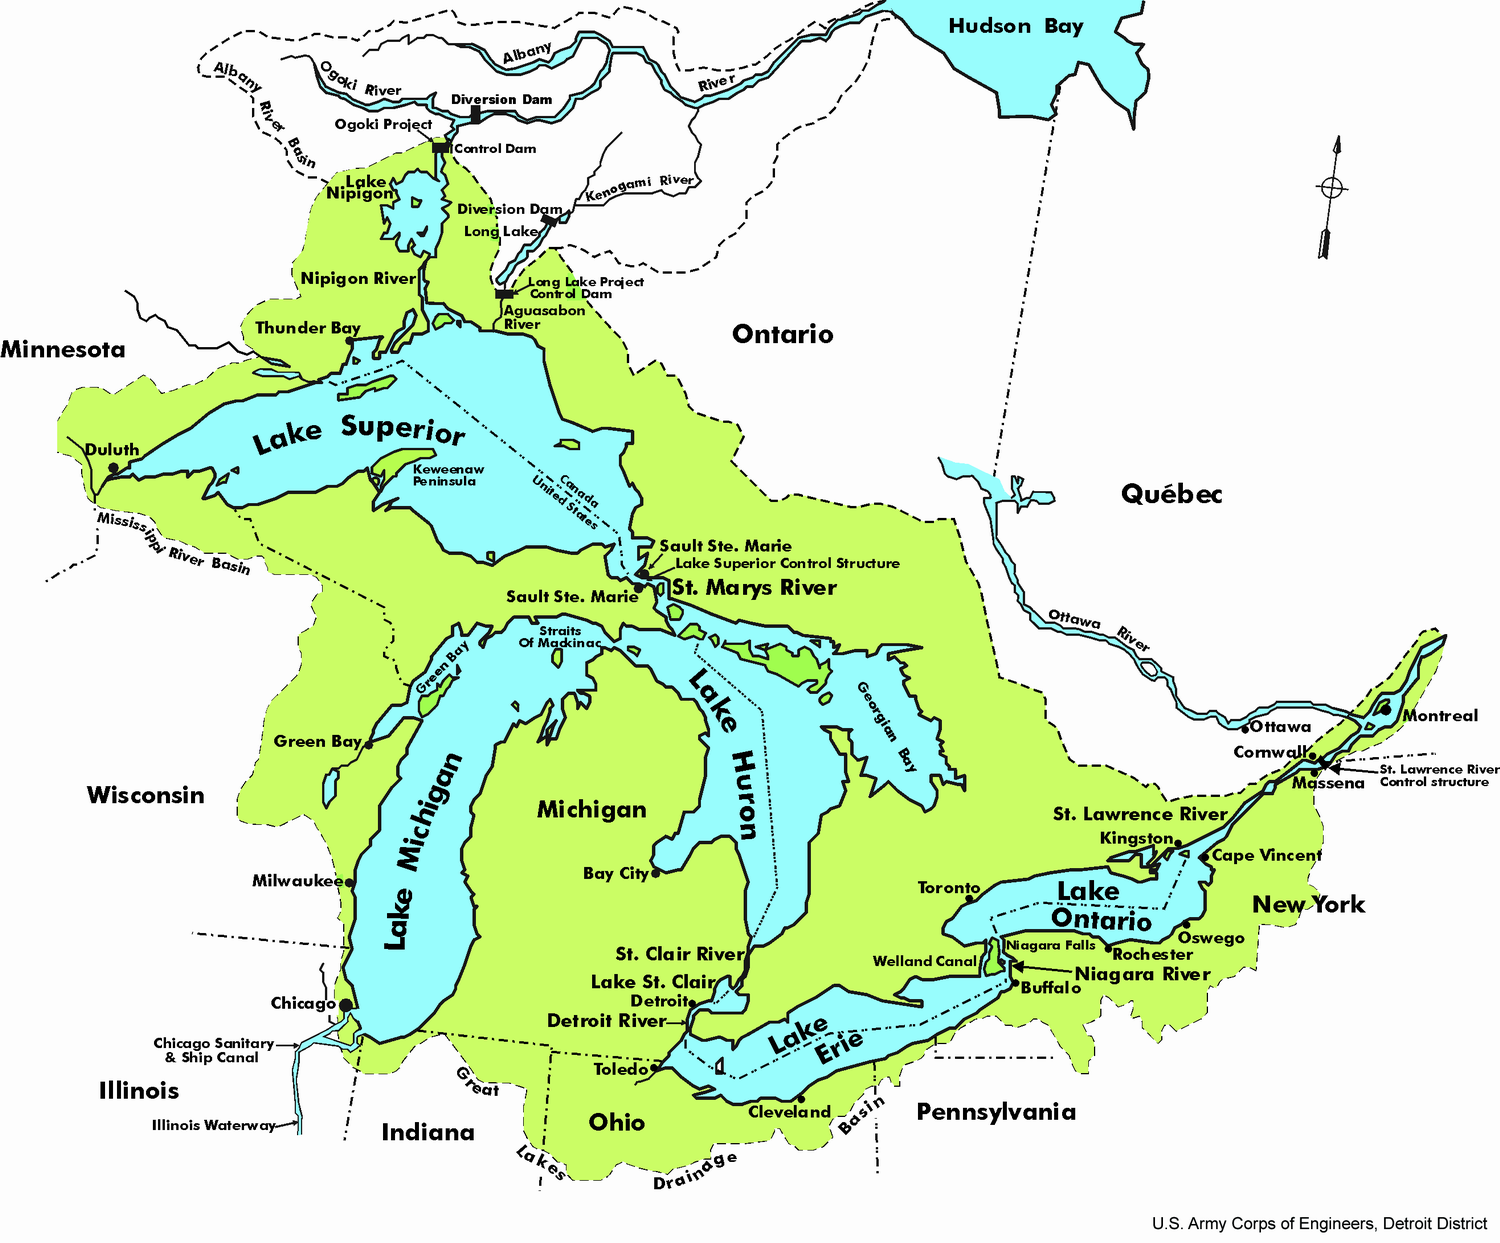 Hudson Bay
Albany
River
Ogoki River
Albany River Basin
Diversion Dam
Ogoki Project
Control Dam
Lake
Nipigon
Kenogami River
Diversion Dam
Long Lake
Nipigon River
Long Lake Project
Control Dam
Aguasabon
River
Thunder Bay
Ontario
Minnesota
Lake Superior
Duluth
Keweenaw
Peninsula
Canada
United States
Québec
Mississippi River Basin
Sault Ste. Marie
Lake Superior Control Structure
St. Marys River
Sault Ste. Marie
Straits
Of Mackinac
Green Bay
Ottawa River
Lake Huron
Georgian Bay
Green Bay
Ottawa
Montreal
Cornwall
St. Lawrence River
Control structure
Massena
Wisconsin
Lake Michigan
Michigan
St. Lawrence River
Kingston
Cape Vincent
Bay City
Milwaukee
Toronto
Lake
Ontario
New York
Oswego
Niagara Falls
Rochester
St. Clair River
Welland Canal
Niagara River
Lake St. Clair
Buffalo
Detroit
Chicago
Detroit River
Lake
Erie
Chicago Sanitary
& Ship Canal
Toledo
Illinois
Great Lakes Drainage Basin
Cleveland
Pennsylvania
Illinois Waterway
Indiana
Ohio
U.S. Army Corps of Engineers, Detroit District